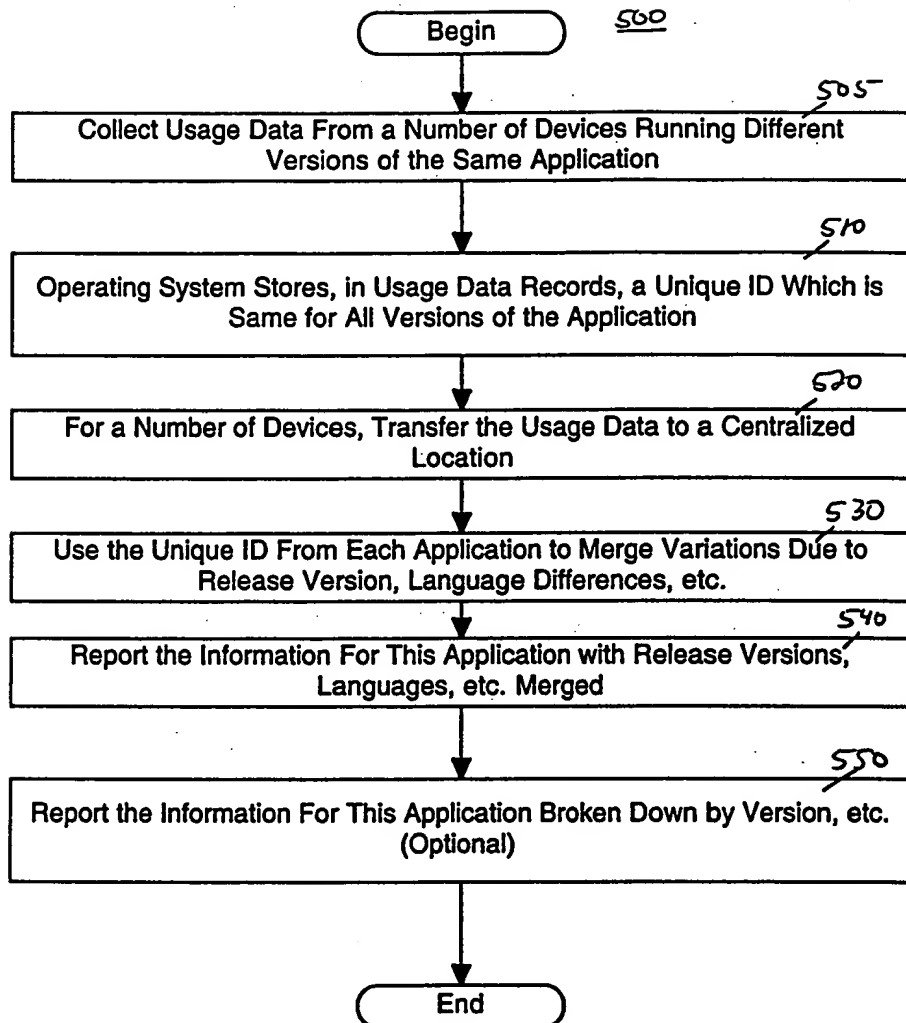 Begin
500
505
Collect Usage Data From a Number of Devices Running Different
Versions of the Same Application
510
Operating System Stores, in Usage Data Records, a Unique ID Which is
Same for All Versions of the Application
520
For a Number of Devices, Transfer the Usage Data to a Centralized
Location
530
Use the Unique ID From Each Application to Merge Variations Due to
Release Version, Language Differences, etc.
540
Report the Information For This Application with Release Versions,
Languages, etc. Merged
550
Report the Information For This Application Broken Down by Version, etc.
(Optional)
End